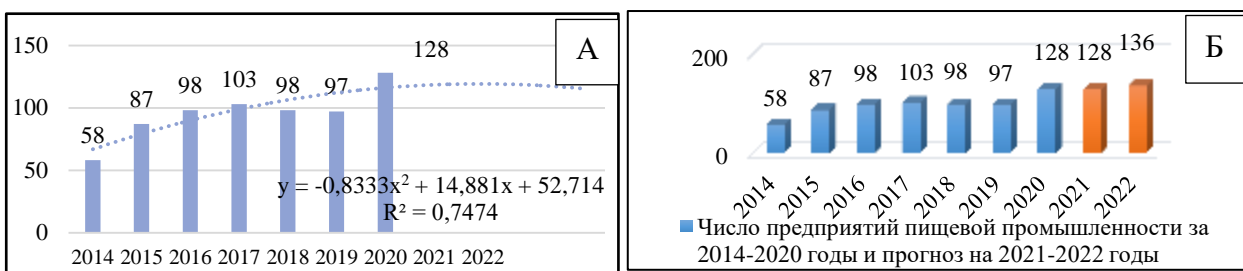 А
150
100
50
0
58
87
98
103
98
97
128
y = -0,8333x² + 14,881x + 52,714
R² = 0,7474
2014 2015 2016 2017 2018 2019 2020 2021 2022
Б
200
0
58
87
98
103
98
97
128
128
136
2014 2015 2016 2017 2018 2019 2020 2021 2022
Число предприятий пищевой промышленности за
2014-2020 годы и прогноз на 2021-2022 годы